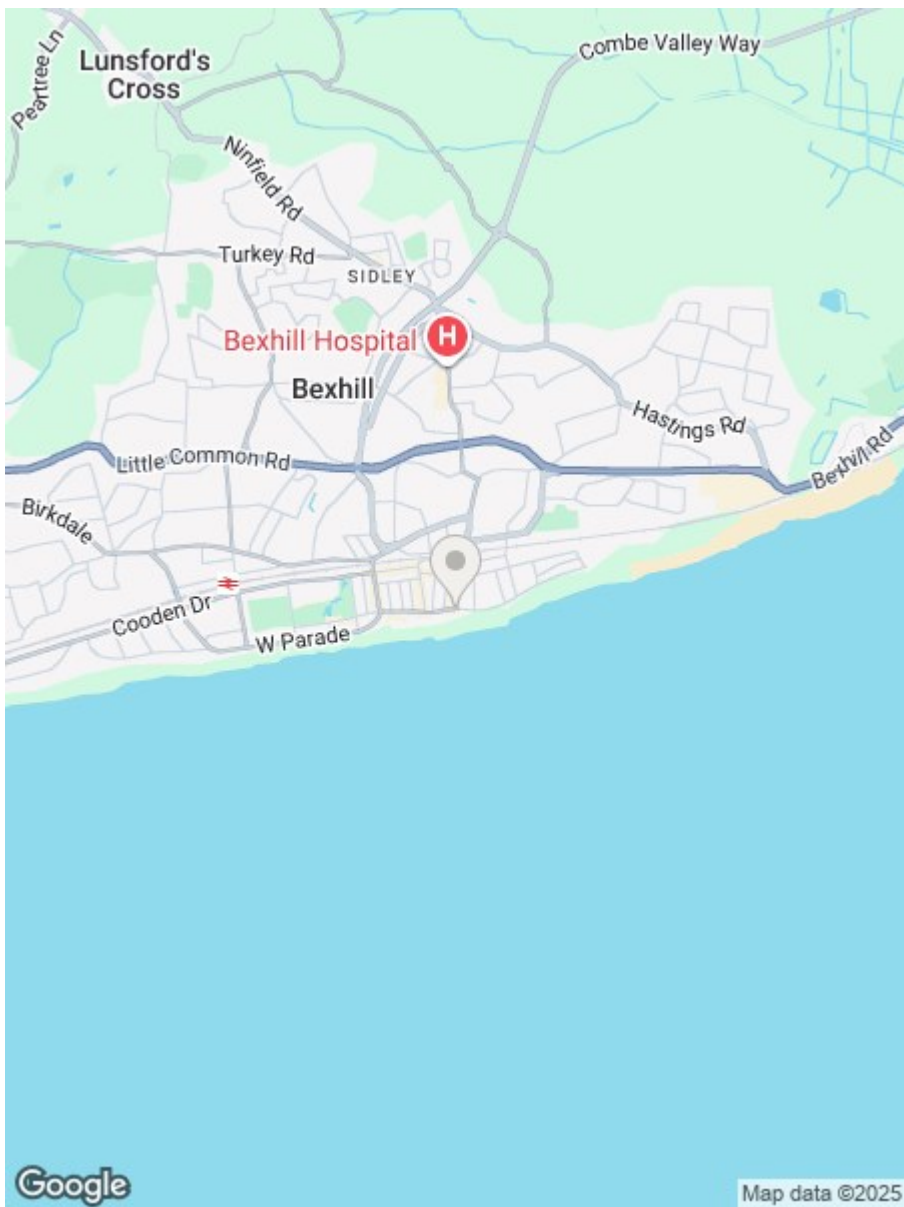 Combe Valley Way
Lunsford's
Cross
Peartree Ln
Ninfield Rd
Turkey Rd
SIDLEY
Bexhill Hospital
H
Bexhill
Hastings Rd
Little Common Rd
Bexhill Rd
Birkdale
Cooden Dr
W Parade
Google
Map data ©2025